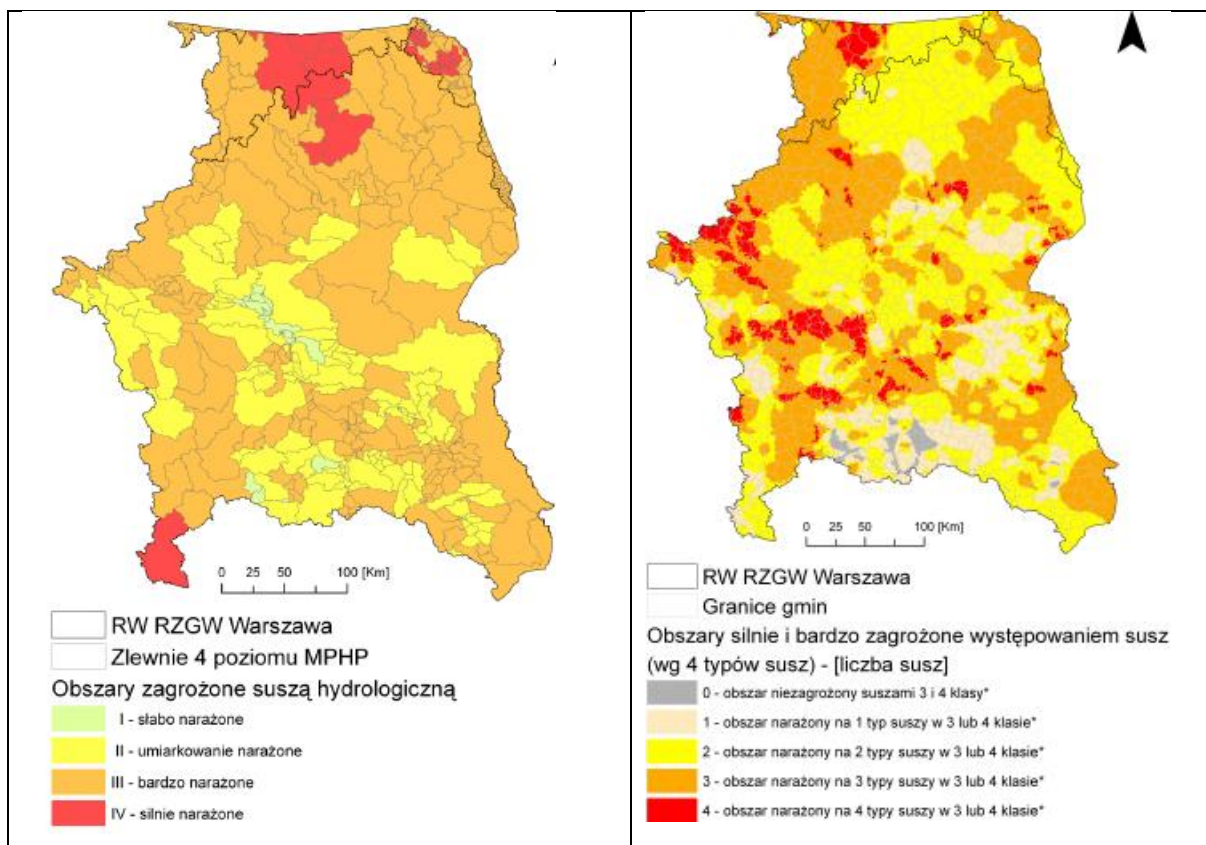 0 25 50 100 [Km]
RW RZGW Warszawa
Zlewnie 4 poziomu MPHP
Obszary zagrożone suszą hydrologiczną
I - słabo narażone
II - umiarkowanie narażone
III - bardzo narażone
IV - silnie narażone
0 25 50 100 [Km]
RW RZGW Warszawa
Granice gmin
Obszary silnie i bardzo zagrożone występowaniem susz
(wg 4 typów susz) - [liczba susz]
0 - obszar niezagrożony suszami 3 i 4 klasy*
1 - obszar narażony na 1 typ suszy w 3 lub 4 klasie*
2 - obszar narażony na 2 typy suszy w 3 lub 4 klasie*
3 - obszar narażony na 3 typy suszy w 3 lub 4 klasie*
4 - obszar narażony na 4 typy suszy w 3 lub 4 klasie*